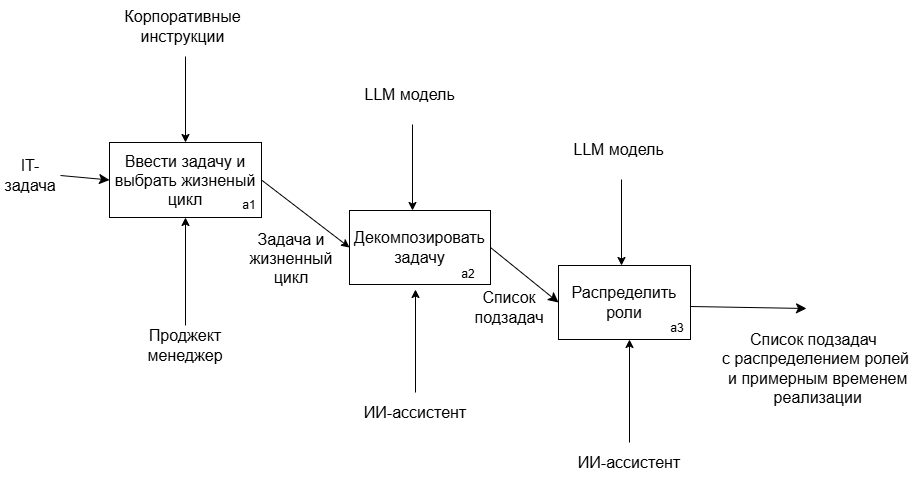 Корпоративные
инструкции
LLM модель
LLM модель
IT-
задача
Ввести задачу и
выбрать жизненый
цикл
a1
Задача и
жизненный
цикл
Декомпозировать
задачу
a2
Список
подзадач
Распределить
роли
a3
Проджект
менеджер
Список подзадач
с распределением ролей
и примерным временем
реализации
ИИ-ассистент
ИИ-ассистент